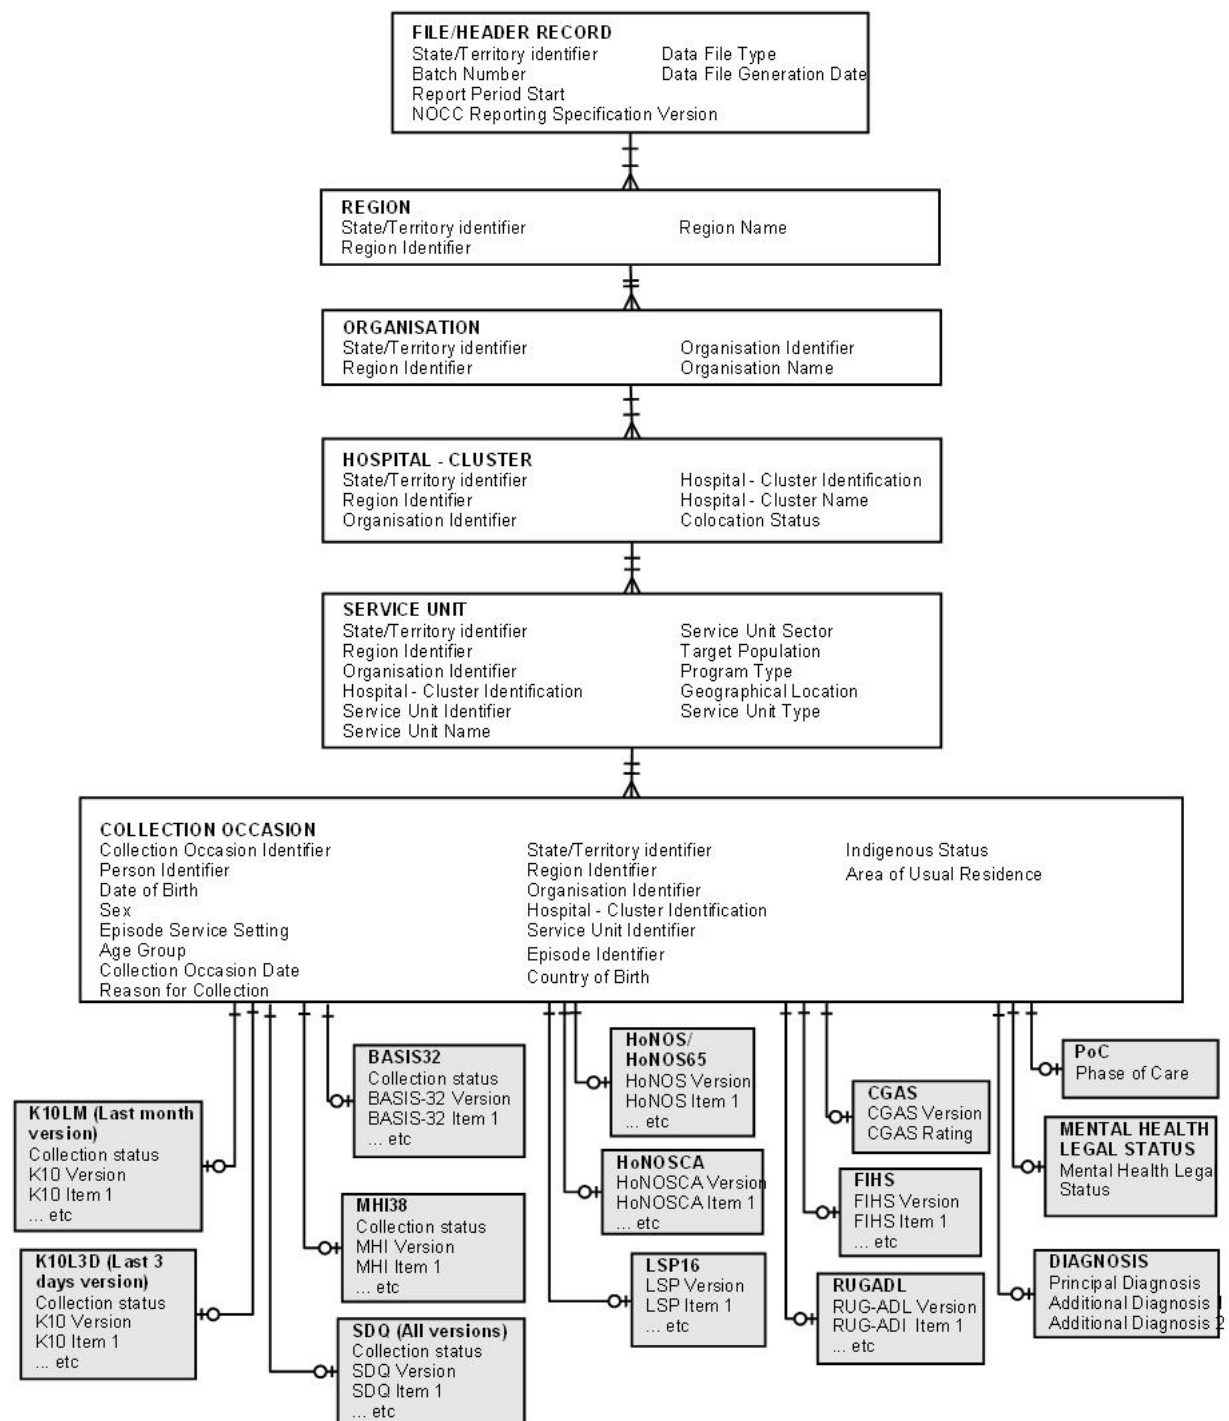 FILE/HEADER RECORD
State/Territory identifier Data File Type
Batch Number Data File Generation Date
Report Period Start
NOCC Reporting Specification Version
REGION
State/Territory identifier Region Name
Region Identifier
ORGANISATION
State/Territory identifier Organisation Identifier
Region Identifier Organisation Name
HOSPITAL - CLUSTER
State/Territory identifier Hospital - Cluster Identification
Region Identifier Hospital - Cluster Name
Organisation Identifier Colocation Status
SERVICE UNIT
State/Territory identifier Service Unit Sector
Region Identifier Target Population
Organisation Identifier Program Type
Hospital - Cluster Identification Geographical Location
Service Unit Identifier Service Unit Type
Service Unit Name
COLLECTION OCCASION
Collection Occasion Identifier
Person Identifier
Date of Birth
Sex
Episode Service Setting
Age Group
Collection Occasion Date
Reason for Collection
State/Territory identifier
Region Identifier
Organisation Identifier
Hospital - Cluster Identification
Service Unit Identifier
Episode Identifier
Country of Birth
Indigenous Status
Area of Usual Residence
K10LM (Last month
version)
Collection status
K10 Version
K10 Item 1
... etc
K10L3D (Last 3
days version)
Collection status
K10 Version
K10 Item 1
... etc
BASIS32
Collection status
BASIS-32 Version
BASIS-32 Item 1
... etc
MHI38
Collection status
MHI Version
MHI Item 1
... etc
SDQ (All versions)
Collection status
SDQ Version
SDQ Item 1
... etc
HoNOS/
HoNOS65
HoNOS Version
HoNOS Item 1
... etc
HoNOSCA
HoNOSCA Version
HoNOSCA Item 1
... etc
LSP16
LSP Version
LSP Item 1
... etc
CGAS
CGAS Version
CGAS Rating
FIHS
FIHS Version
FIHS Item 1
... etc
RUGADL
RUG-ADL Version
RUG-ADI Item 1
... etc
PoC
Phase of Care
MENTAL HEALTH
LEGAL STATUS
Mental Health Legal
Status
DIAGNOSIS
Principal Diagnosis
Additional Diagnosis 1
Additional Diagnosis 2